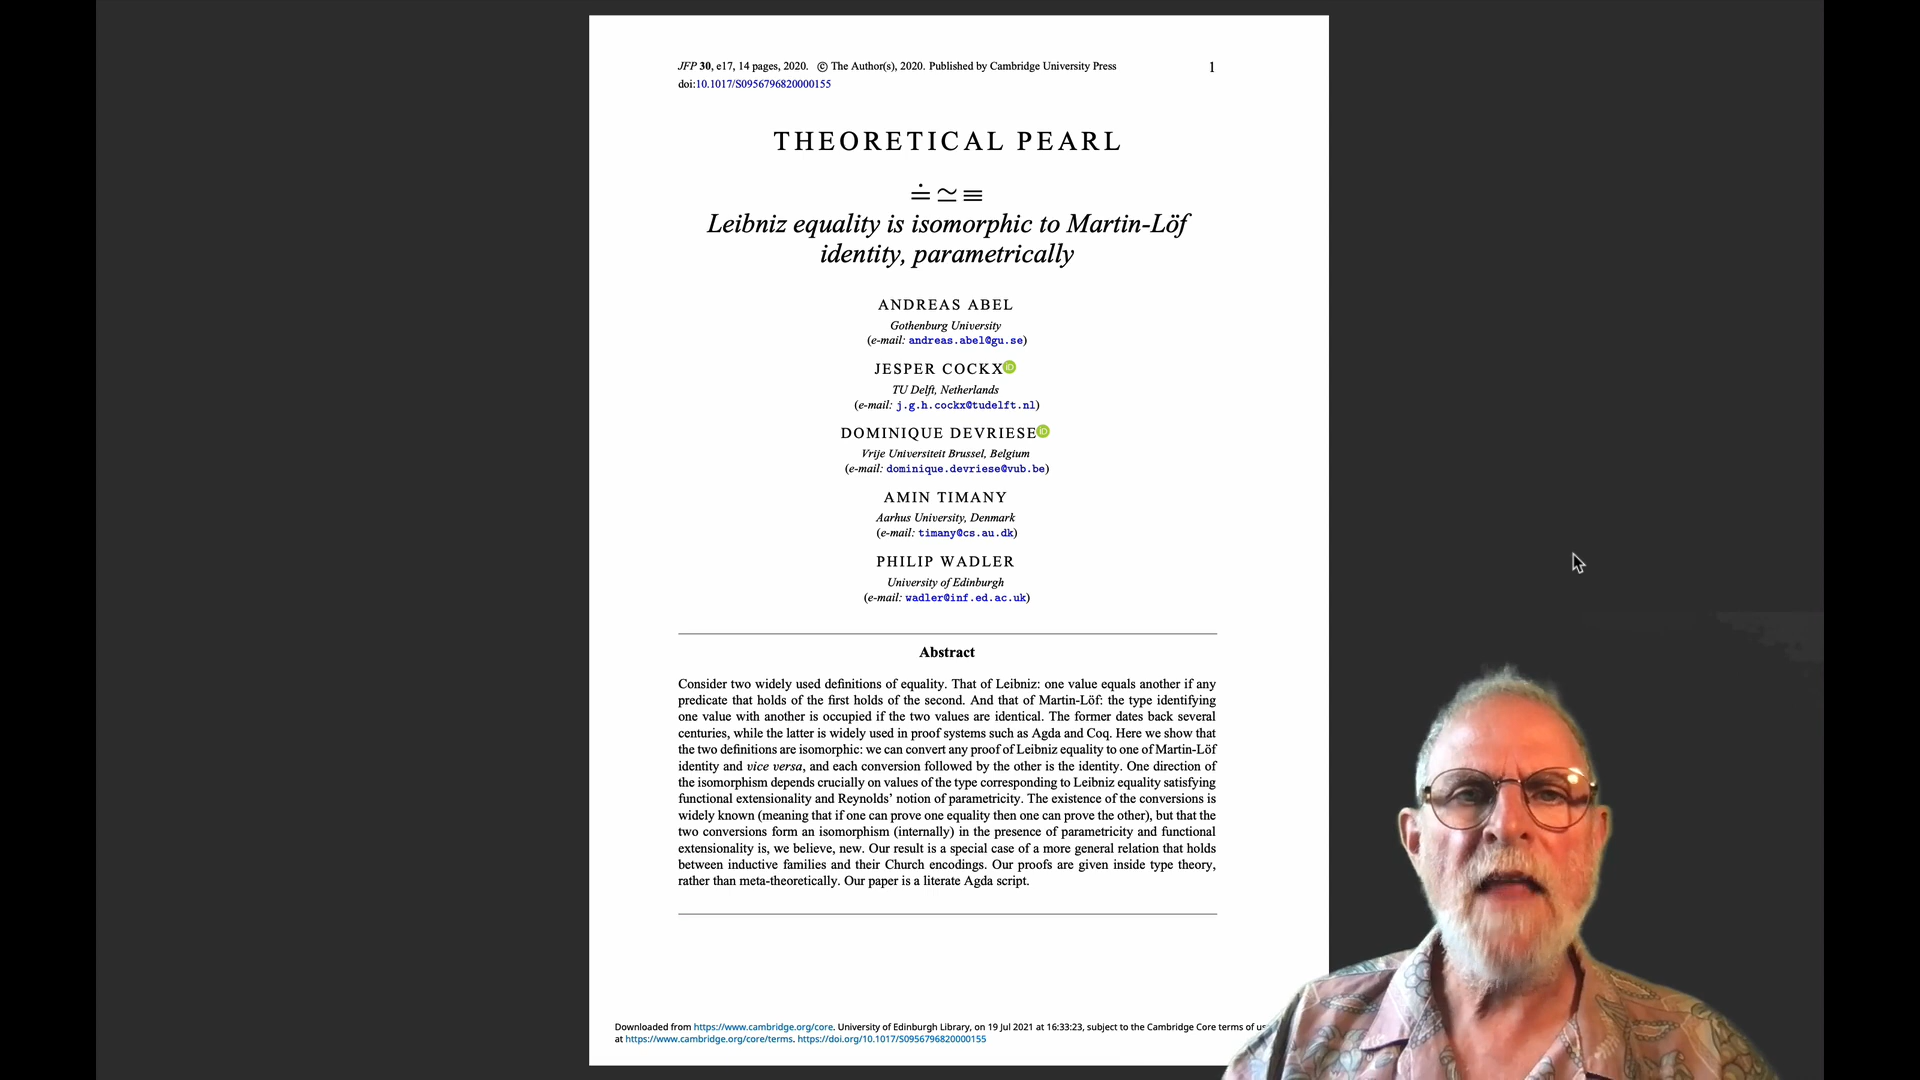 JFP 30, e17, 14 pages, 2020. © The Author(s), 2020. Published by Cambridge University Press 1
doi:10.1017/S0956796820000155
THEORETICAL PEARL
≐ ≃ ≡
Leibniz equality is isomorphic to Martin-Löf
identity, parametrically
ANDREAS ABEL
Gothenburg University
(e-mail: andreas.abel@gu.se)
JESPER COCKX
TU Delft, Netherlands
(e-mail: j.g.h.cockx@tudelft.nl)
DOMINIQUE DEVRIESE
Vrije Universiteit Brussel, Belgium
(e-mail: dominique.devriese@vub.be)
AMIN TIMANY
Aarhus University, Denmark
(e-mail: timany@cs.au.dk)
PHILIP WADLER
University of Edinburgh
(e-mail: wadler@inf.ed.ac.uk)
Abstract
Consider two widely used definitions of equality. That of Leibniz: one value equals another if any
predicate that holds of the first holds of the second. And that of Martin-Löf: the type identifying
one value with another is occupied if the two values are identical. The former dates back several
centuries, while the latter is widely used in proof systems such as Agda and Coq. Here we show that
the two definitions are isomorphic: we can convert any proof of Leibniz equality to one of Martin-Löf
identity and vice versa, and each conversion followed by the other is the identity. One direction of
the isomorphism depends crucially on values of the type corresponding to Leibniz equality satisfying
functional extensionality and Reynolds' notion of parametricity. The existence of the conversions is
widely known (meaning that if one can prove one equality then one can prove the other), but that the
two conversions form an isomorphism (internally) in the presence of parametricity and functional
extensionality is, we believe, new. Our result is a special case of a more general relation that holds
between inductive families and their Church encodings. Our proofs are given inside type theory,
rather than meta-theoretically. Our paper is a literate Agda script.
Downloaded from https://www.cambridge.org/core. University of Edinburgh Library, on 19 Jul 2021 at 16:33:23, subject to the Cambridge Core terms of
at https://www.cambridge.org/core/terms. https://doi.org/10.1017/S0956796820000155